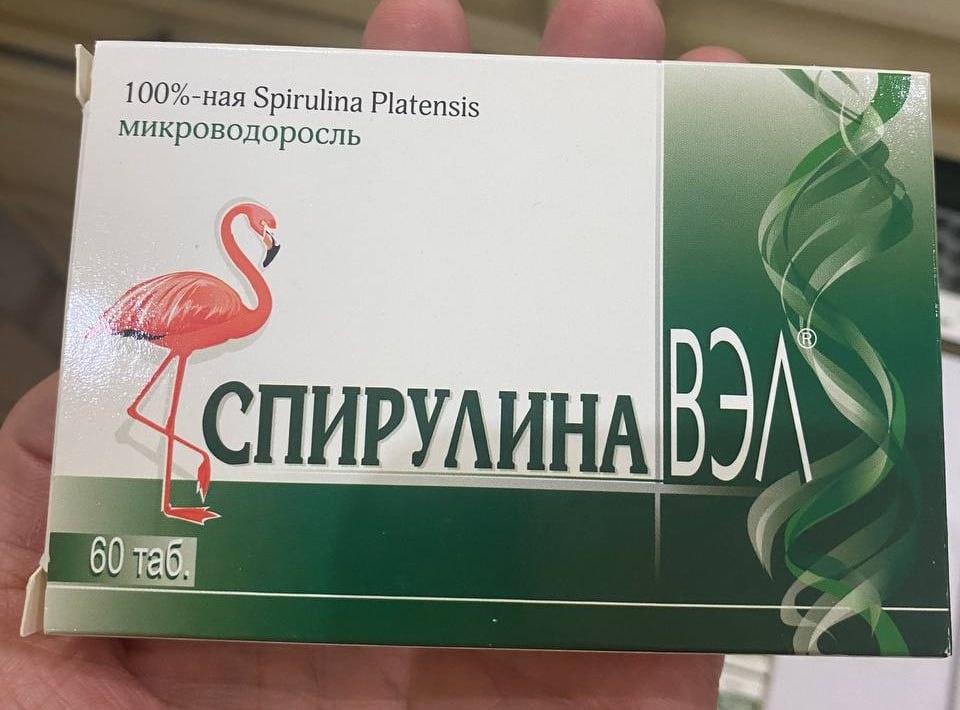 100%-ная Spirulina Platensis
микроводоросль
СПИРУЛИНА ВЭЛ®
60 таб.